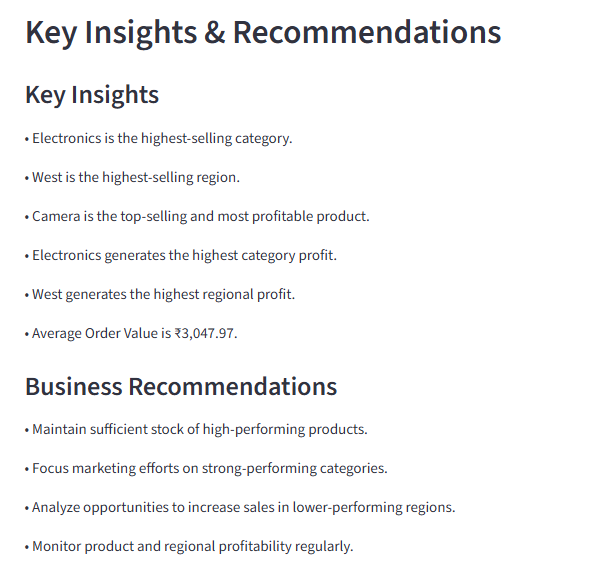 Key Insights & Recommendations
Key Insights
• Electronics is the highest-selling category.
• West is the highest-selling region.
• Camera is the top-selling and most profitable product.
• Electronics generates the highest category profit.
• West generates the highest regional profit.
• Average Order Value is ₹3,047.97.
Business Recommendations
• Maintain sufficient stock of high-performing products.
• Focus marketing efforts on strong-performing categories.
• Analyze opportunities to increase sales in lower-performing regions.
• Monitor product and regional profitability regularly.